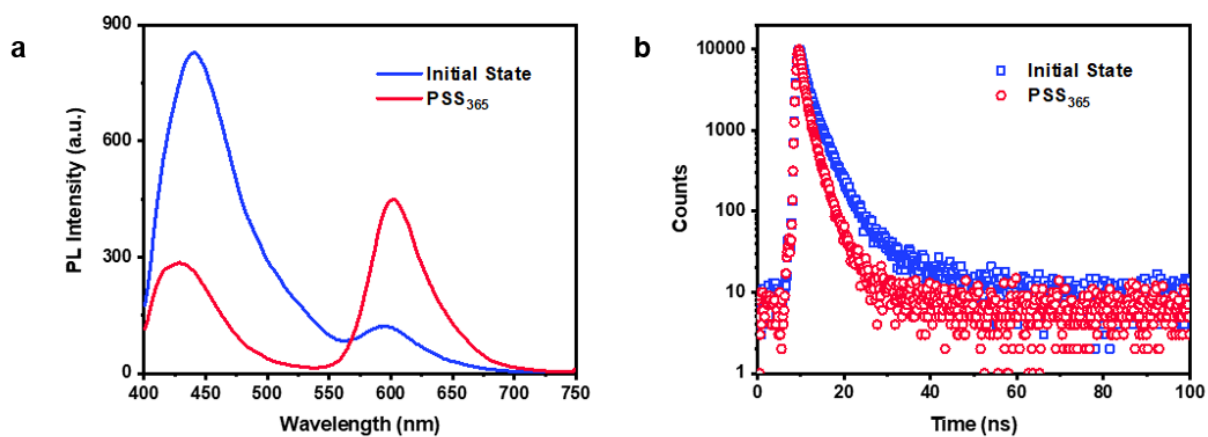 a
900
600
300
0
PL Intensity (a.u.)
400 450 500 550 600 650 700 750
Wavelength (nm)
Initial State
PSS365
b
10000
1000
100
10
1
Counts
0 20 40 60 80 100
Time (ns)
Initial State
PSS365